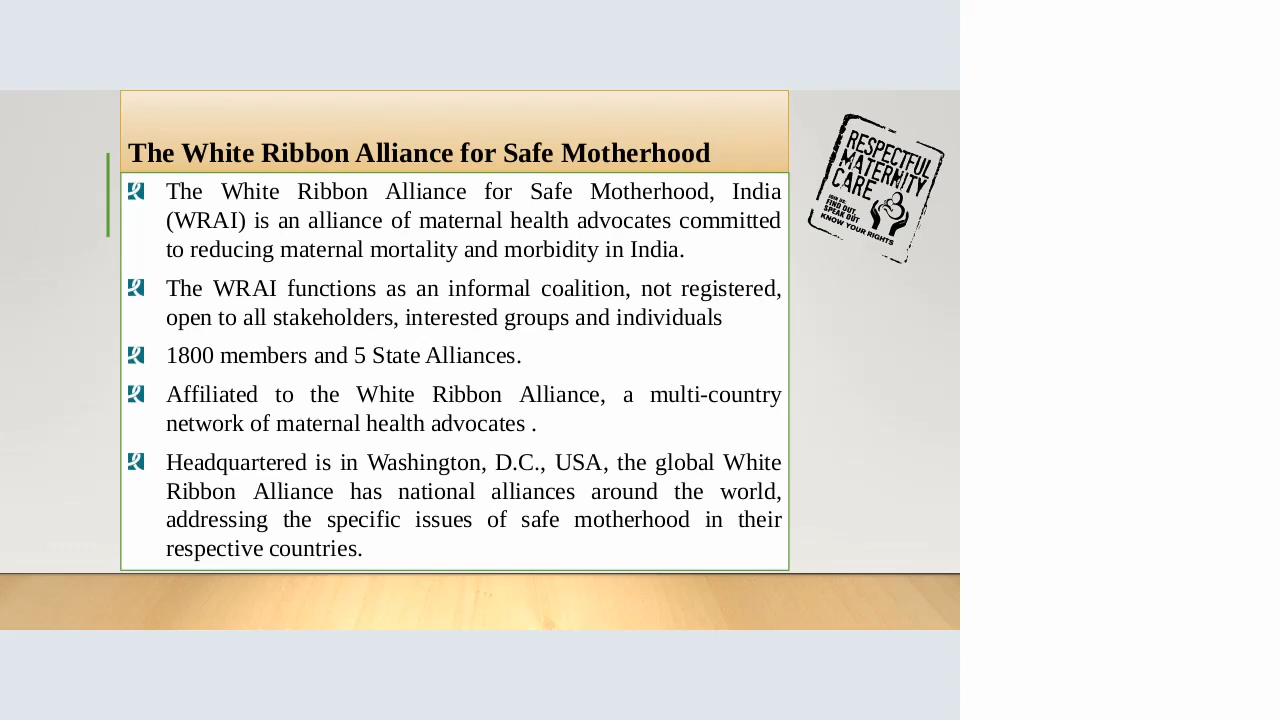 The White Ribbon Alliance for Safe Motherhood
The White Ribbon Alliance for Safe Motherhood, India
(WRAI) is an alliance of maternal health advocates committed
to reducing maternal mortality and morbidity in India.
The WRAI functions as an informal coalition, not registered,
open to all stakeholders, interested groups and individuals
1800 members and 5 State Alliances.
Affiliated to the White Ribbon Alliance, a multi-country
network of maternal health advocates .
Headquartered is in Washington, D.C., USA, the global White
Ribbon Alliance has national alliances around the world,
addressing the specific issues of safe motherhood in their
respective countries.
RESPECTFUL
MATERNITY
CARE
JOIN US:
FIND OUT,
SPEAK OUT
KNOW YOUR RIGHTS